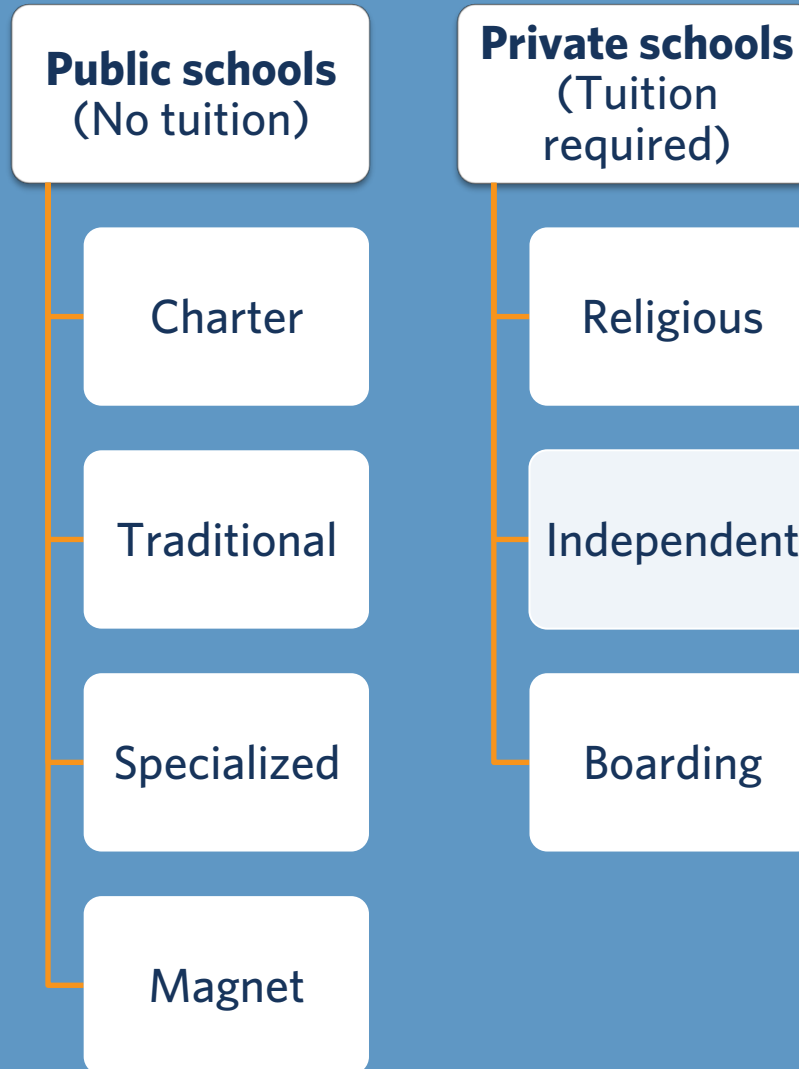 Public schools
(No tuition)
Charter
Traditional
Specialized
Magnet
Private schools
(Tuition
required)
Religious
Independent
Boarding